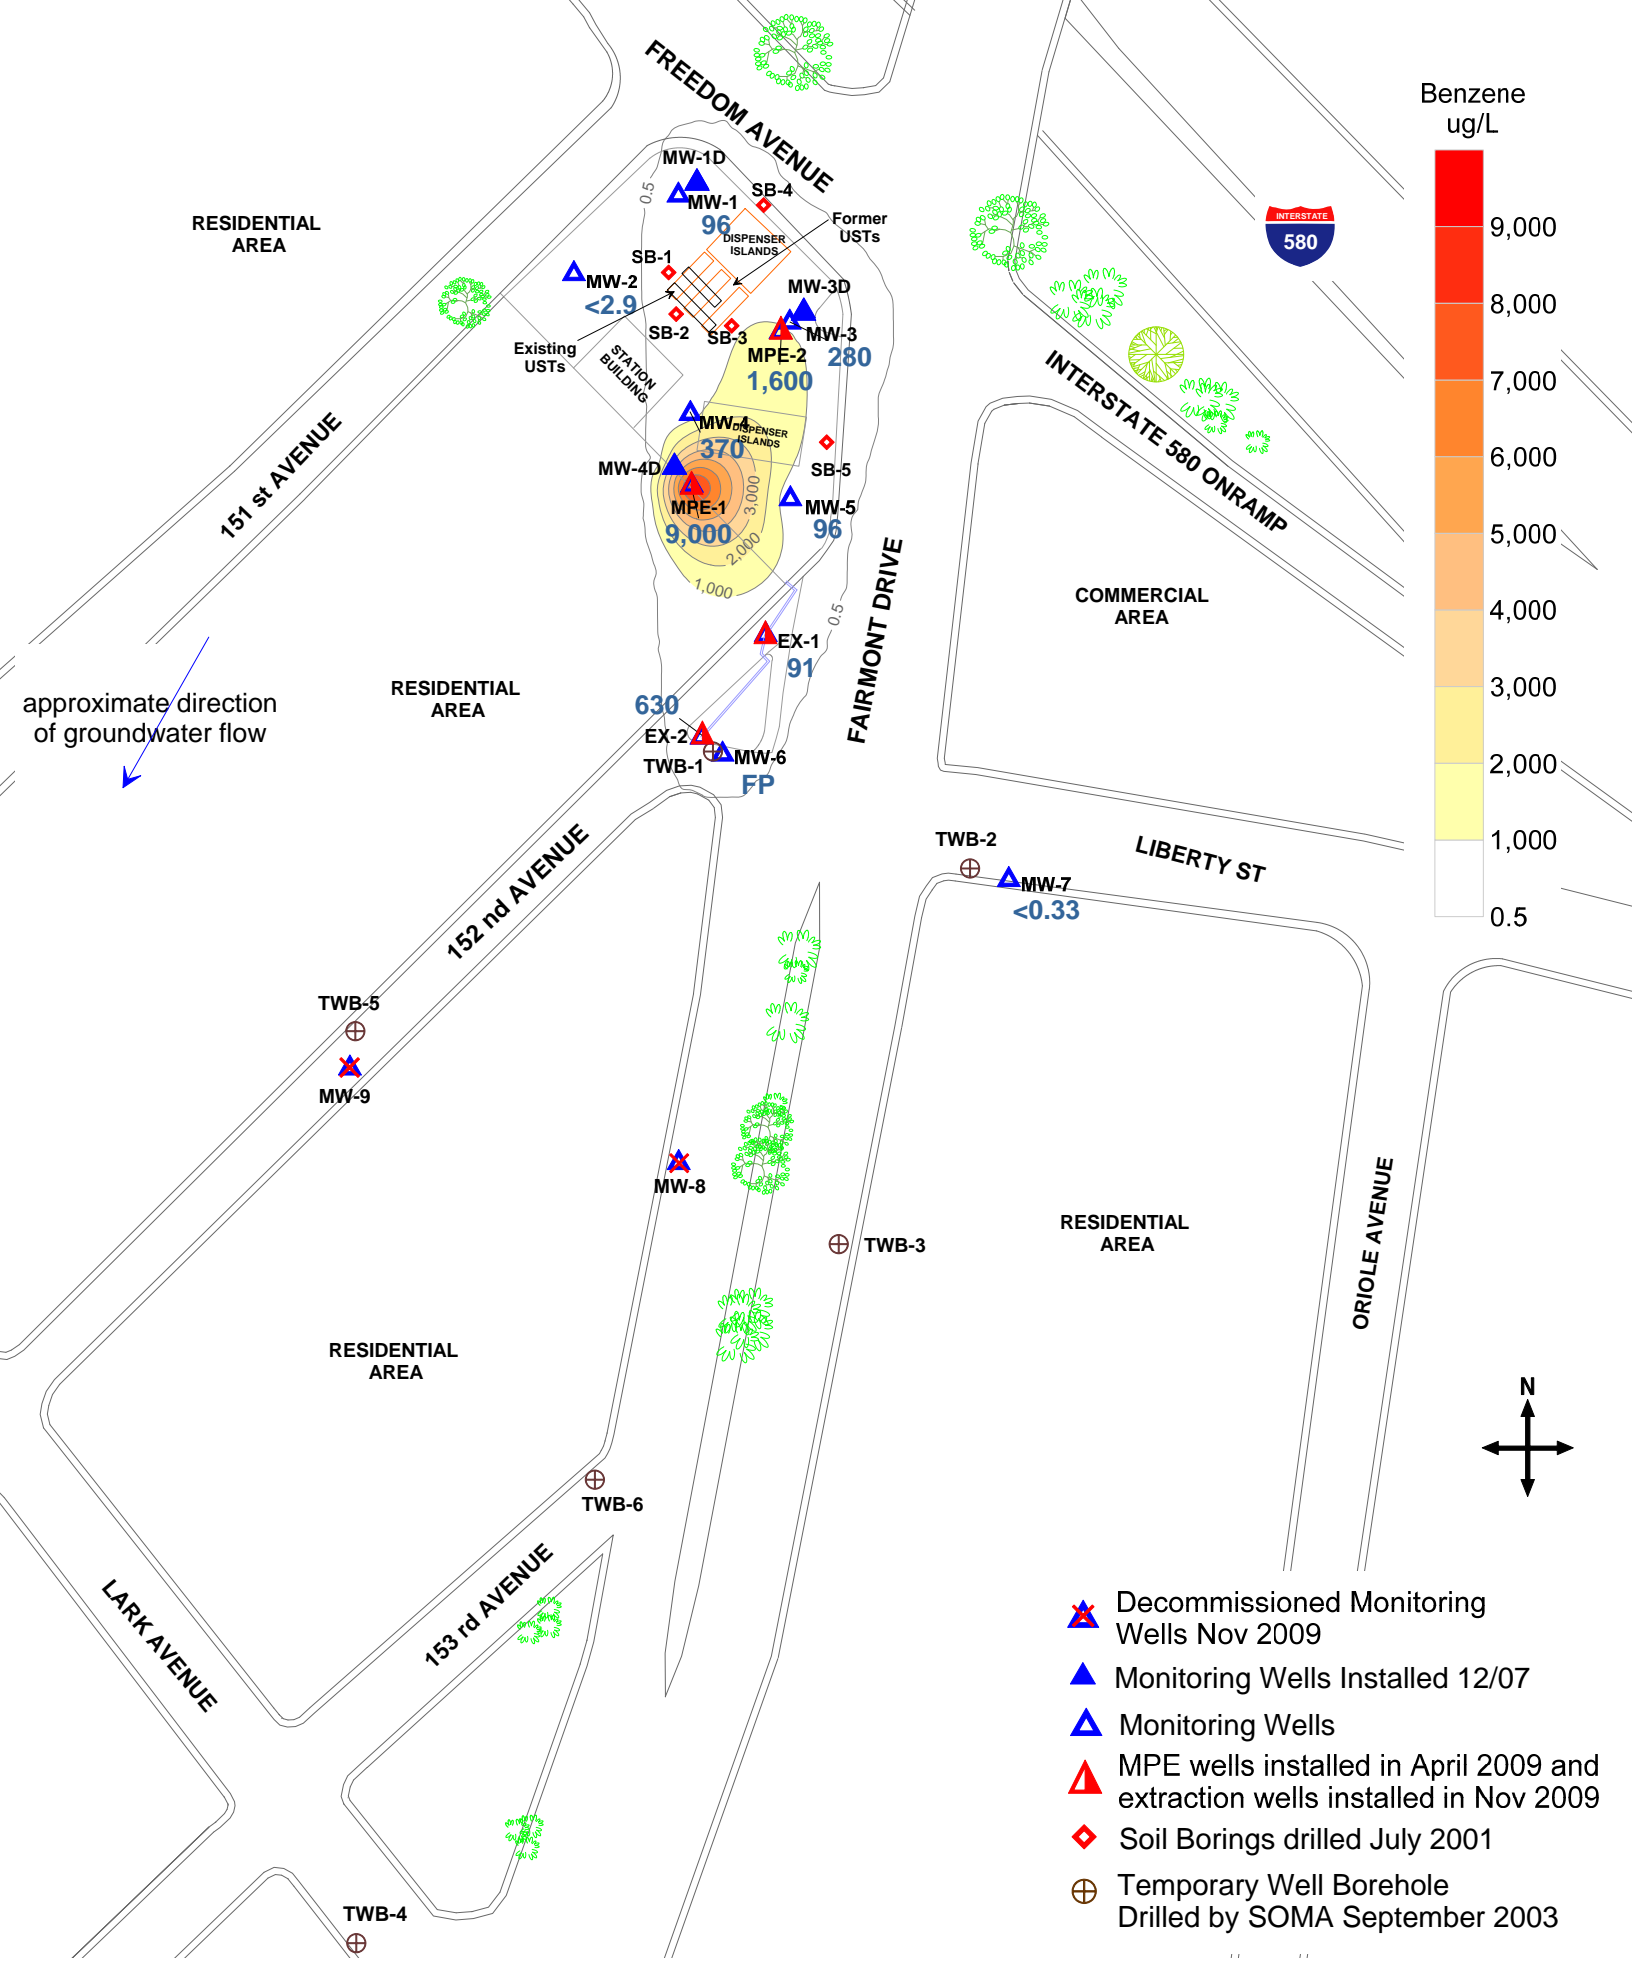 FREEDOM AVENUE
Benzene
ug/L
9,000
8,000
7,000
6,000
5,000
4,000
3,000
2,000
1,000
0.5
INTERSTATE
580
RESIDENTIAL
AREA
MW-1D
MW-1
96
SB-4
0.5
DISPENSER
ISLANDS
Former
USTs
SB-1
MW-2
<2.9
MW-3D
SB-2
SB-3
MW-3
280
MPE-2
1,600
Existing
USTs
STATION
BUILDING
INTERSTATE 580 ONRAMP
MW-4
370
DISPENSER
ISLANDS
MW-4D
SB-5
MPE-1
9,000
3,000
MW-5
96
2,000
1,000
151 st AVENUE
0.5
FAIRMONT DRIVE
COMMERCIAL
AREA
EX-1
91
RESIDENTIAL
AREA
approximate direction
of groundwater flow
630
EX-2
TWB-1
MW-6
FP
TWB-2
LIBERTY ST
MW-7
<0.33
152 nd AVENUE
TWB-5
MW-9
MW-8
TWB-3
RESIDENTIAL
AREA
ORIOLE AVENUE
RESIDENTIAL
AREA
N
TWB-6
153 rd AVENUE
LARK AVENUE
TWB-4
Decommissioned Monitoring
Wells Nov 2009
Monitoring Wells Installed 12/07
Monitoring Wells
MPE wells installed in April 2009 and
extraction wells installed in Nov 2009
Soil Borings drilled July 2001
Temporary Well Borehole
Drilled by SOMA September 2003